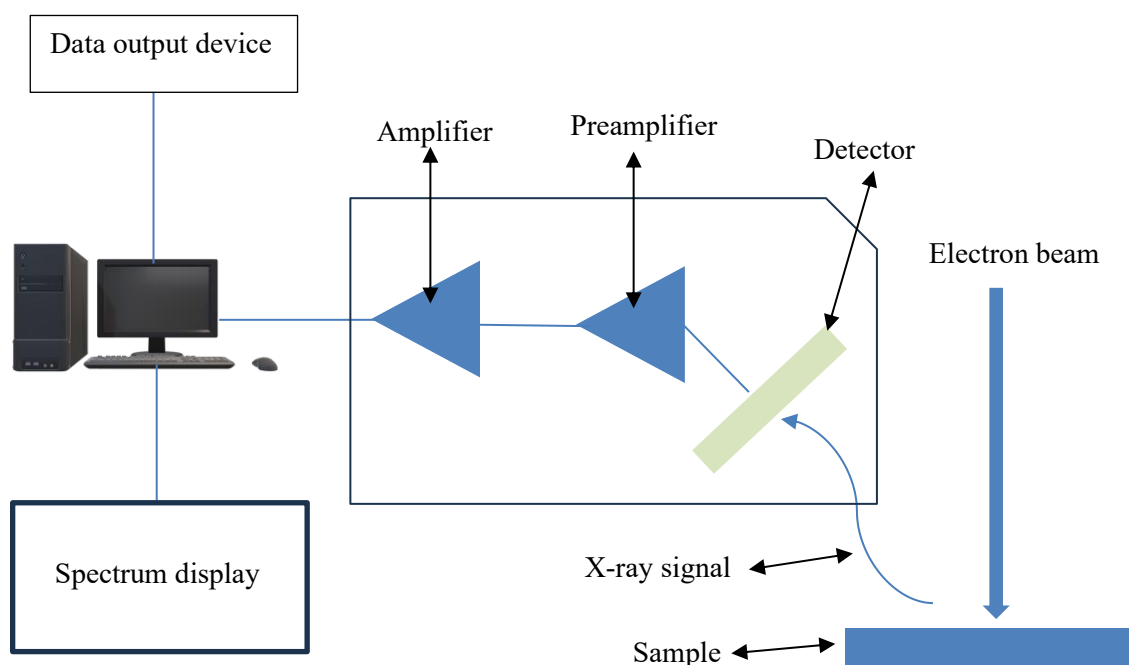 Data output device
Amplifier
Preamplifier
Detector
Electron beam
Spectrum display
X-ray signal
Sample